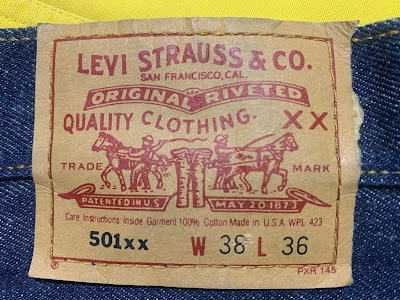 LEVI STRAUSS & CO.
SAN FRANCISCO, CAL.
ORIGINAL RIVETED
QUALITY CLOTHING. XX
TRADE MARK
PATENTED IN U.S. MAY 20 1873
Care Instructions Inside Garment 100% Cotton Made in U.S.A. WPL 423
501xx W 38 L 36
® PXR 145